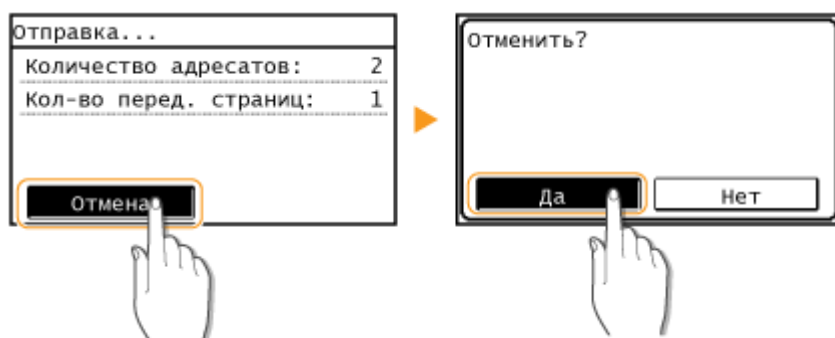 Отправка...
Количество адресатов: 2
Кол-во перед. страниц: 1
Отмена
Отменить?
Да Нет